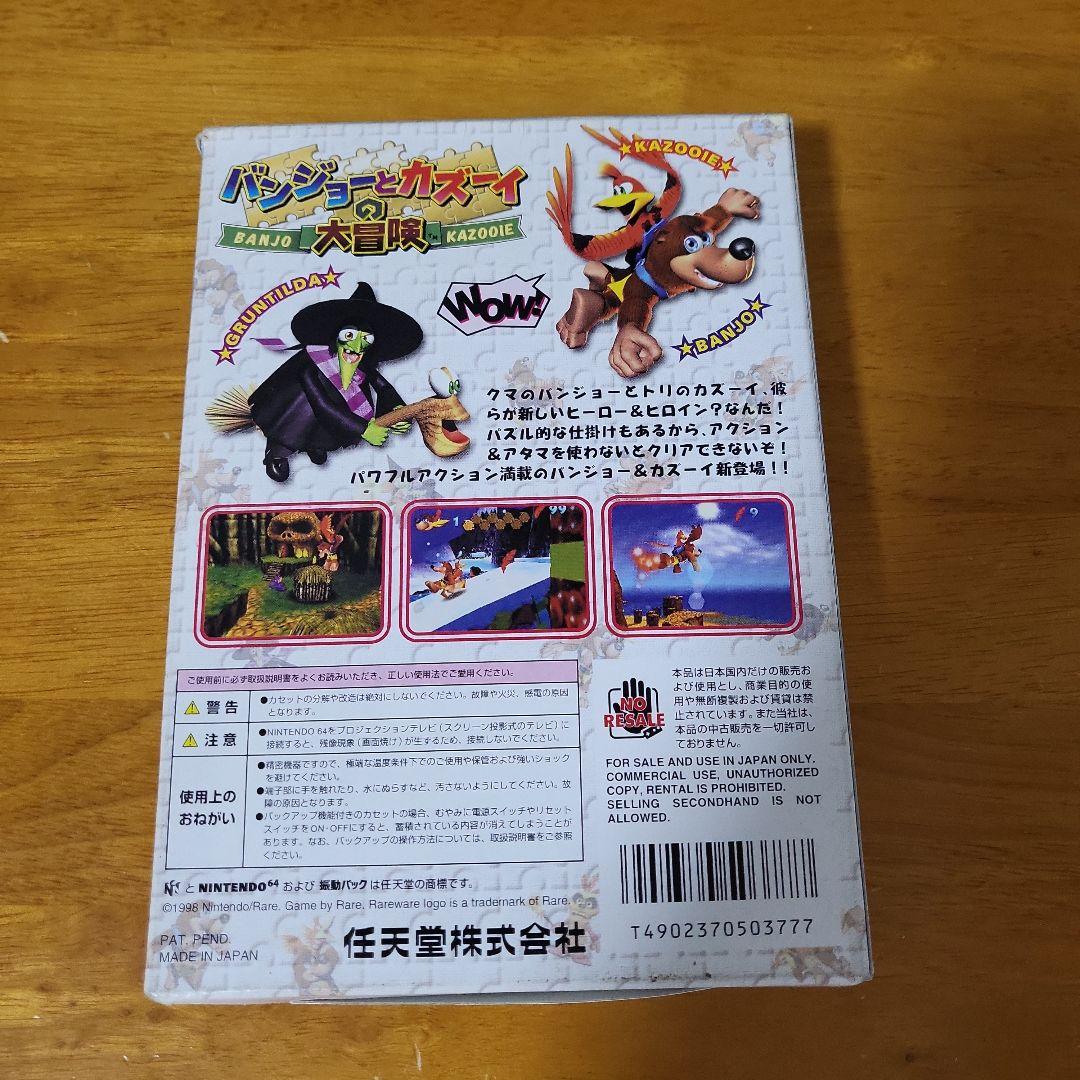 バンジョーとカズーイ
の
BANJO 大冒険™ KAZOOIE
★KAZOOIE★
★GRUNTILDA★
WOW!
★BANJO★
クマのバンジョーとトリのカズーイ、彼
らが新しいヒーロー&ヒロイン?なんだ!
パズル的な仕掛けもあるから、アクション
&アタマを使わないとクリアできないぞ!
パワフルアクション満載のバンジョー&カズーイ新登場!!
1
99
9
ご使用前に必ず取扱説明書をよくお読みいただき、正しい使用法でご愛用ください。
警告
●カセットの分解や改造は絶対にしないでください。故障や火災、感電の原因
となります。
注意
●NINTENDO 64をプロジェクションテレビ(スクリーン投影式のテレビ)に
接続すると、残像現象(画面焼け)が生ずるため、接続しないでください。
使用上の
おねがい
●精密機器ですので、極端な温度条件下でのご使用や保管および強いショック
を避けてください。
●端子部に手を触れたり、水にぬらすなど、汚さないようにしてください。故
障の原因となります。
●バックアップ機能付きのカセットの場合、むやみに電源スイッチやリセット
スイッチをON・OFFにすると、蓄積されている内容が消えてしまうことが
あります。なお、バックアップの操作方法については、取扱説明書をご参照
ください。
NO
RESALE
本品は日本国内だけの販売お
よび使用とし、商業目的の使
用や無断複製および賃貸は禁
止されています。また当社は、
本品の中古販売を一切許可し
ておりません。
FOR SALE AND USE IN JAPAN ONLY.
COMMERCIAL USE, UNAUTHORIZED
COPY, RENTAL IS PROHIBITED.
SELLING SECONDHAND IS NOT
ALLOWED.
と NINTENDO64 および 振動パック は任天堂の商標です。
©1998 Nintendo/Rare. Game by Rare. Rareware logo is a trademark of Rare.
PAT. PEND.
MADE IN JAPAN
任天堂株式会社
T4902370503777